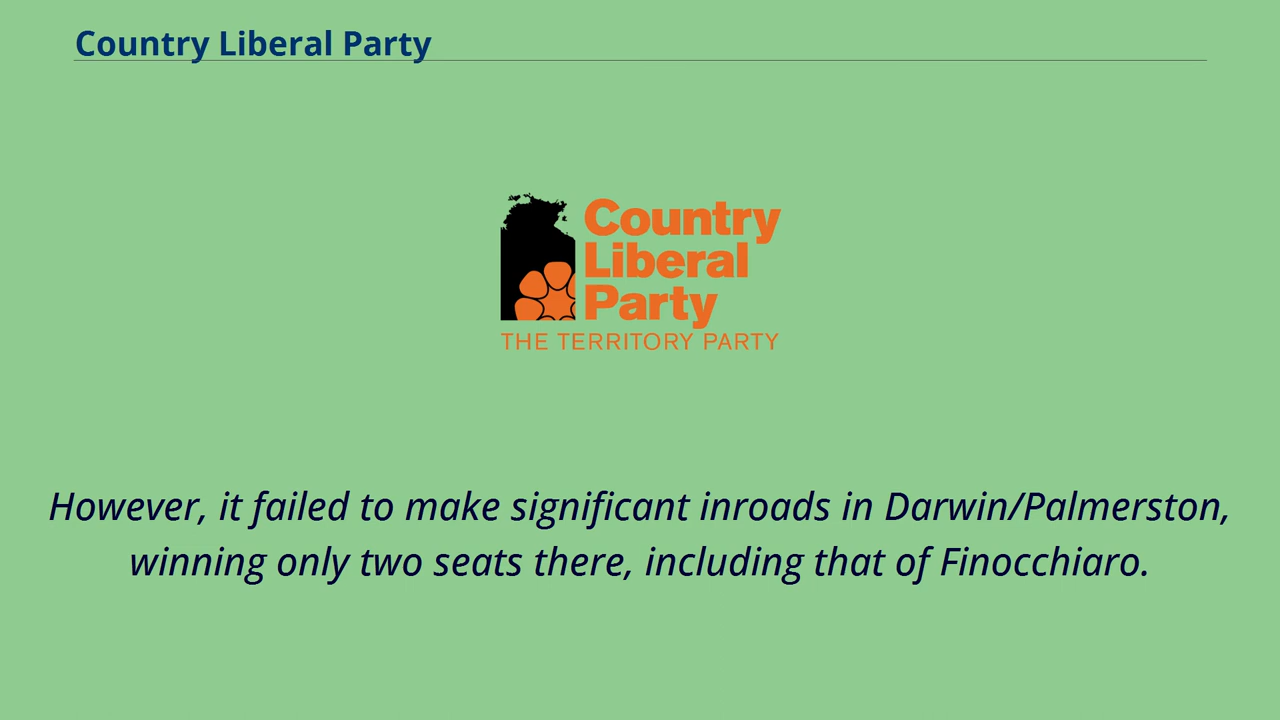 Country Liberal Party
Country
Liberal
Party
THE TERRITORY PARTY
However, it failed to make significant inroads in Darwin/Palmerston,
winning only two seats there, including that of Finocchiaro.